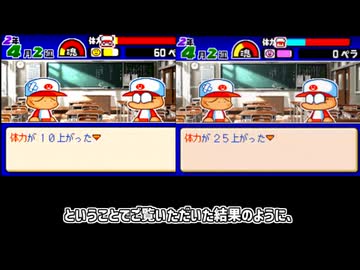 2年
4月2週
体力
60ペラ
体力が10上がった
2年
4月2週
体力
0ペラ
体力が25上がった
ということでご覧いただいた結果のように、